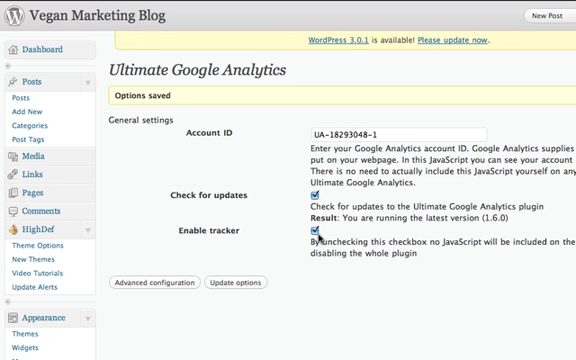 Vegan Marketing Blog
New Post
WordPress 3.0.1 is available! Please update now.
Dashboard
Posts
Posts
Add New
Categories
Post Tags
Media
Links
Pages
Comments
HighDef
Theme Options
New Themes
Video Tutorials
Update Alerts
Appearance
Themes
Widgets
Ultimate Google Analytics
Options saved
General settings
Account ID
UA-18293048-1
Enter your Google Analytics account ID. Google Analytics supplies
put on your webpage. In this JavaScript you can see your account
There is no need to actually include this JavaScript yourself on any
Ultimate Google Analytics.
Check for updates
Check for updates to the Ultimate Google Analytics plugin
Result: You are running the latest version (1.6.0)
Enable tracker
By unchecking this checkbox no JavaScript will be included on the
disabling the whole plugin
Advanced configuration
Update options